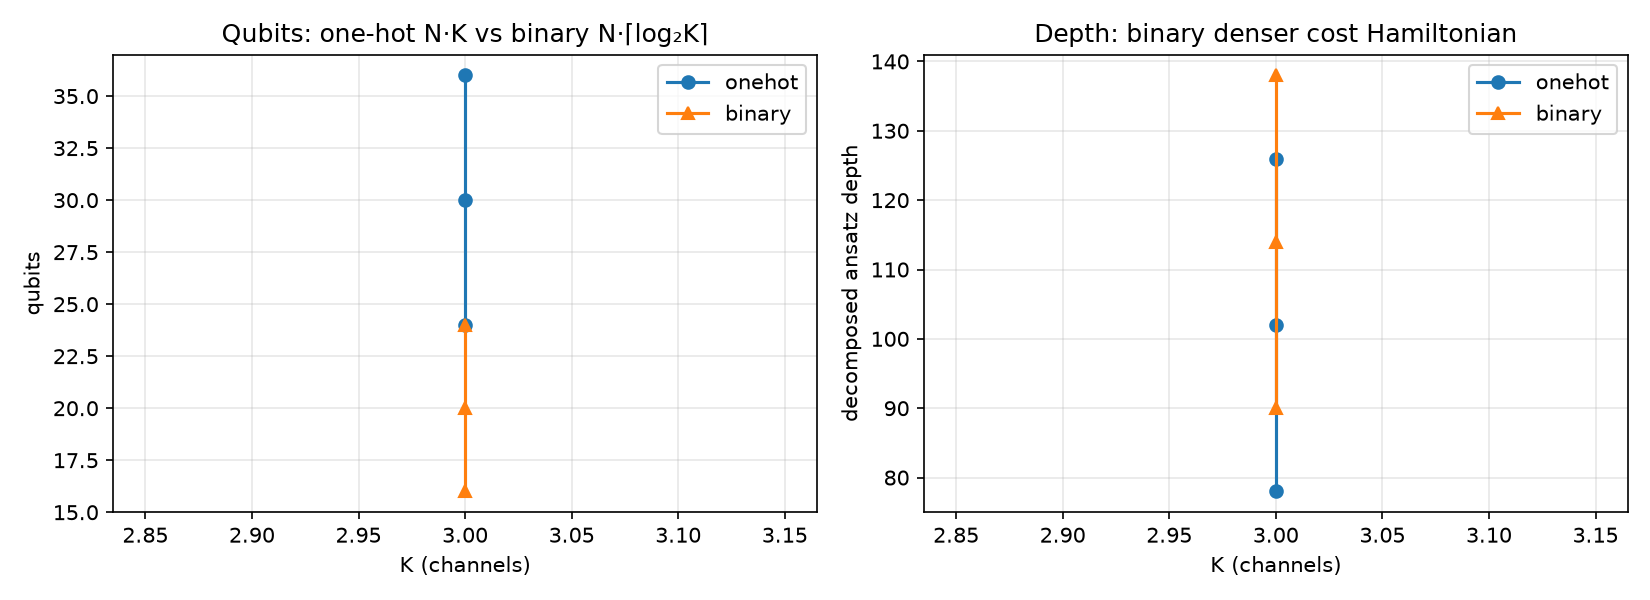 Qubits: one-hot N·K vs binary N·⌈log₂K⌉
onehot
binary
35.0
32.5
30.0
27.5
25.0
22.5
20.0
17.5
15.0
qubits
2.85 2.90 2.95 3.00 3.05 3.10 3.15
K (channels)
Depth: binary denser cost Hamiltonian
onehot
binary
140
130
120
110
100
90
80
decomposed ansatz depth
2.85 2.90 2.95 3.00 3.05 3.10 3.15
K (channels)